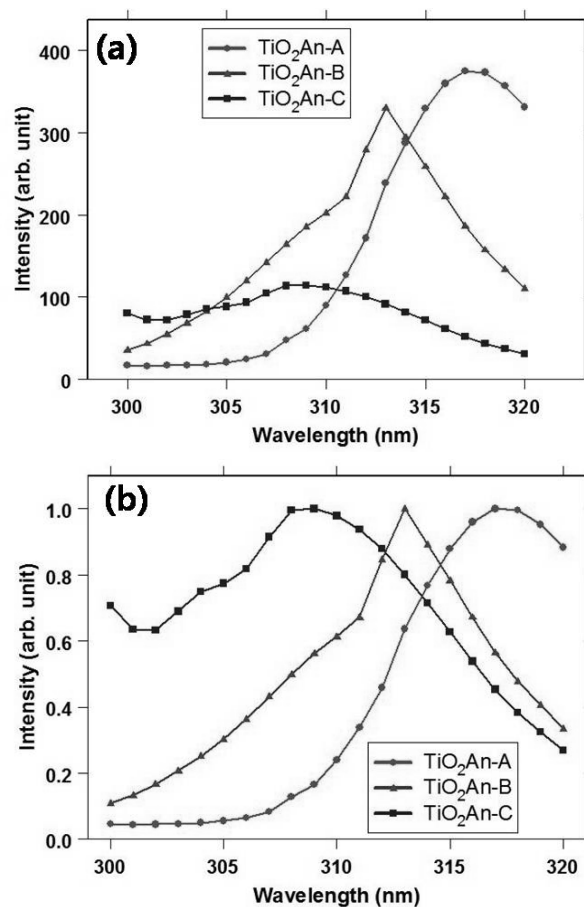 (a)
TiO₂An-A
TiO₂An-B
TiO₂An-C
Intensity (arb. unit)
400
300
200
100
0
300 305 310 315 320
Wavelength (nm)
(b)
Intensity (arb. unit)
1.0
0.8
0.6
0.4
0.2
0.0
TiO₂An-A
TiO₂An-B
TiO₂An-C
300 305 310 315 320
Wavelength (nm)